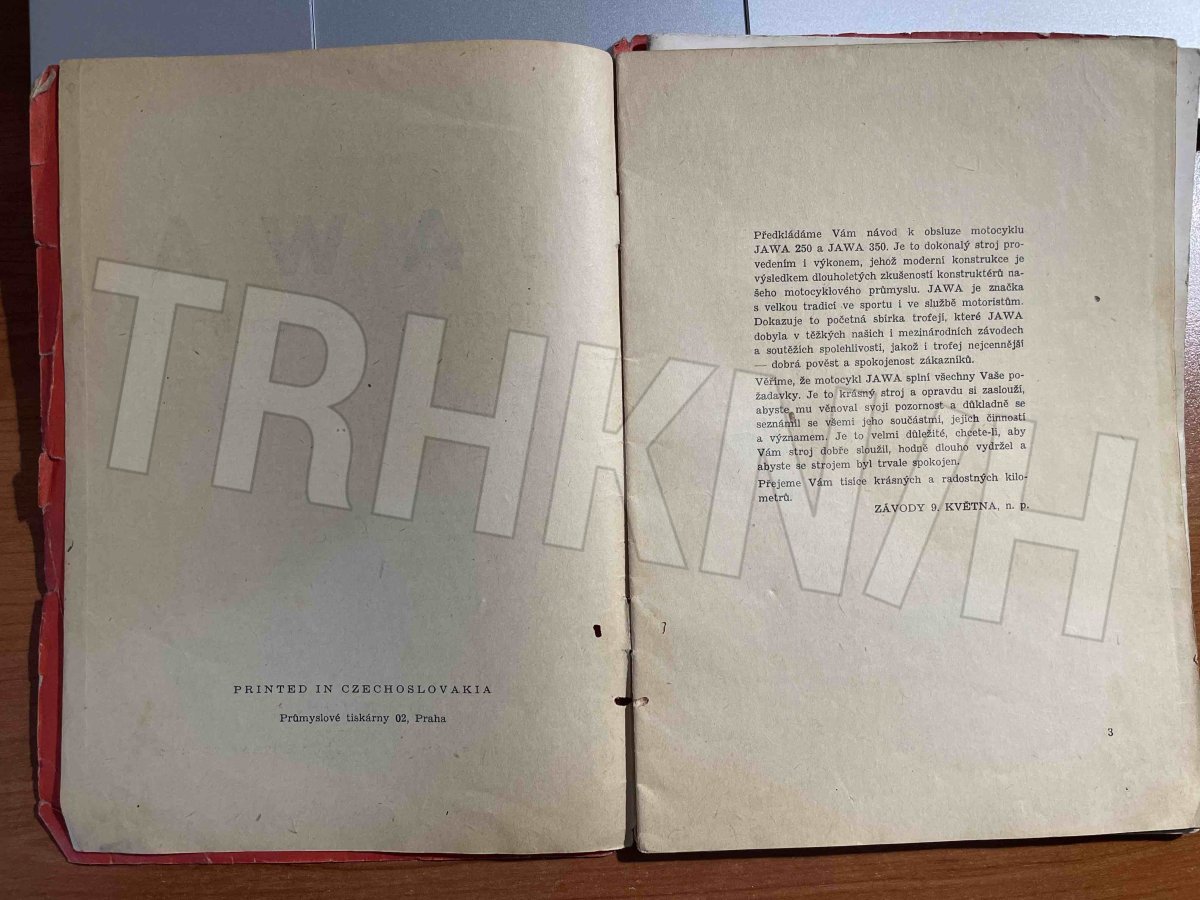 PRINTED IN CZECHOSLOVAKIA
Průmyslové tiskárny 02, Praha
Předkládáme Vám návod k obsluze motocyklu
JAWA 250 a JAWA 350. Je to dokonalý stroj pro-
vedením i výkonem, jehož moderní konstrukce je
výsledkem dlouholetých zkušeností konstruktérů na-
šeho motocyklového průmyslu. JAWA je značka
s velkou tradicí ve sportu i ve službě motoristům.
Dokazuje to početná sbírka trofejí, které JAWA
dobyla v těžkých našich i mezinárodních závodech
a soutěžích spolehlivosti, jakož i trofej nejcennější
— dobrá pověst a spokojenost zákazníků.
Věříme, že motocykl JAWA splní všechny Vaše po-
žadavky. Je to krásný stroj a opravdu si zaslouží,
abyste mu věnoval svoji pozornost a důkladně se
seznámil se všemi jeho součástmi, jejich činností
a významem. Je to velmi důležité, chcete-li, aby
Vám stroj dobře sloužil, hodně dlouho vydržel a
abyste se strojem byl trvale spokojen.
Přejeme Vám tisíce krásných a radostných kilo-
metrů.
ZÁVODY 9. KVĚTNA, n. p.
3
TRHKNIH